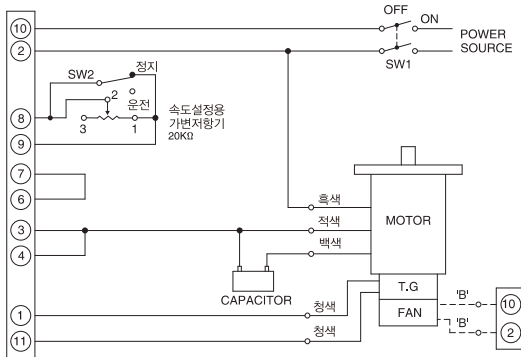 OFF
ON
10
2
POWER
SOURCE
SW1
정지
SW2
2
운전
8
3
1
속도설정용
가변저항기
20KΩ
9
7
6
흑색
3
적색
MOTOR
4
백색
CAPACITOR
T.G
1
청색
FAN
'B'
10
11
청색
'B'
2